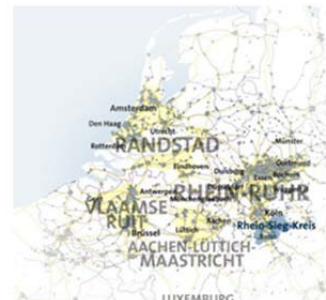 Amsterdam
Den Haag
Utrecht
Rotterdam
RANDSTAD
Münster
Eindhoven
Duisburg
Dortmund
Essen
Bochum
Antwerpen
RHEIN-RUHR
VLAAMSE
RUIT
Köln
Brüssel
Lüttich
Aachen
Rhein-Sieg-Kreis
Bonn
AACHEN-LÜTTICH-
MAASTRICHT
LUXEMBURG